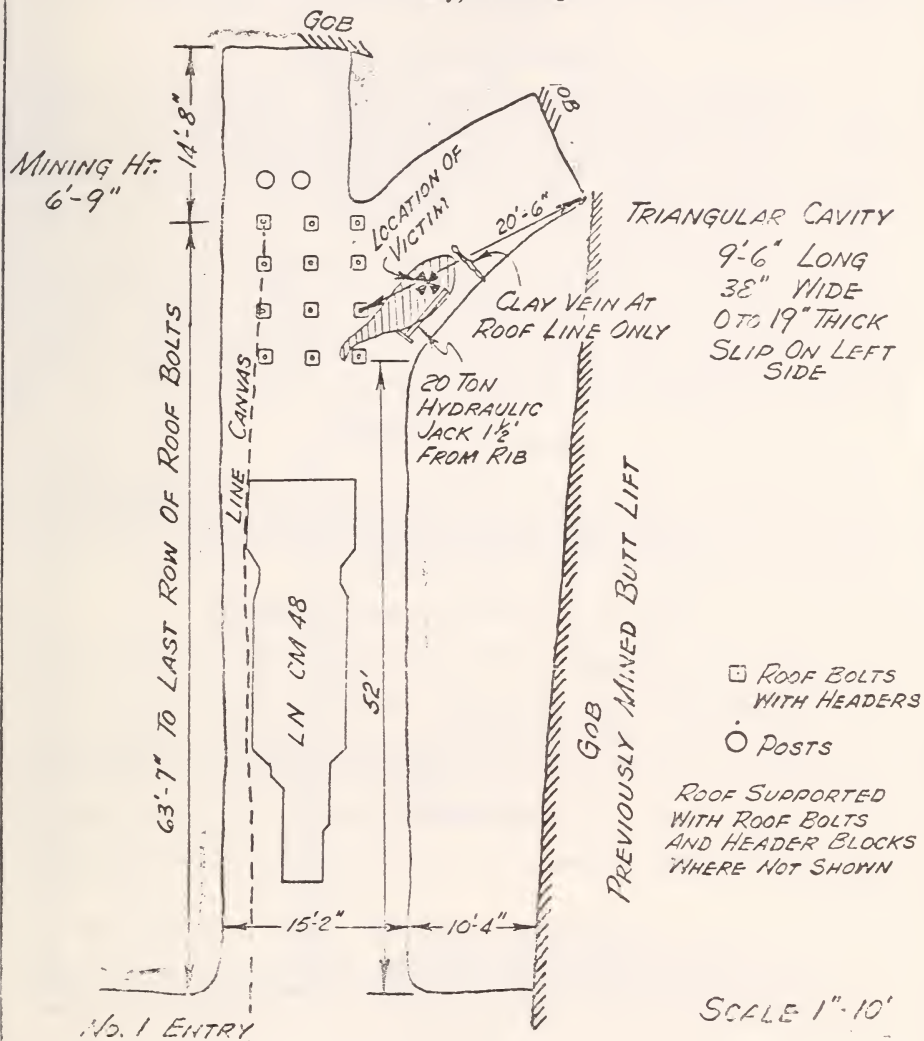 GOB
14'-8"
MINING HT.
6'-9"
LOCATION OF
VICTIM
20'-6"
OB
TRIANGULAR CAVITY
9'-6" LONG
38" WIDE
0 TO 19" THICK
SLIP ON LEFT
SIDE
CLAY VEIN AT
ROOF LINE ONLY
20 TON
HYDRAULIC
JACK 1½'
FROM RIB
LINE CANVAS
63'-7" TO LAST ROW OF ROOF BOLTS
LN CM 48
52'
GOB
PREVIOUSLY MINED BUTT LIFT
ROOF BOLTS
WITH HEADERS
POSTS
ROOF SUPPORTED
WITH ROOF BOLTS
AND HEADER BLOCKS
WHERE NOT SHOWN
15'-2"
10'-4"
NO. 1 ENTRY
SCALE 1"-10'